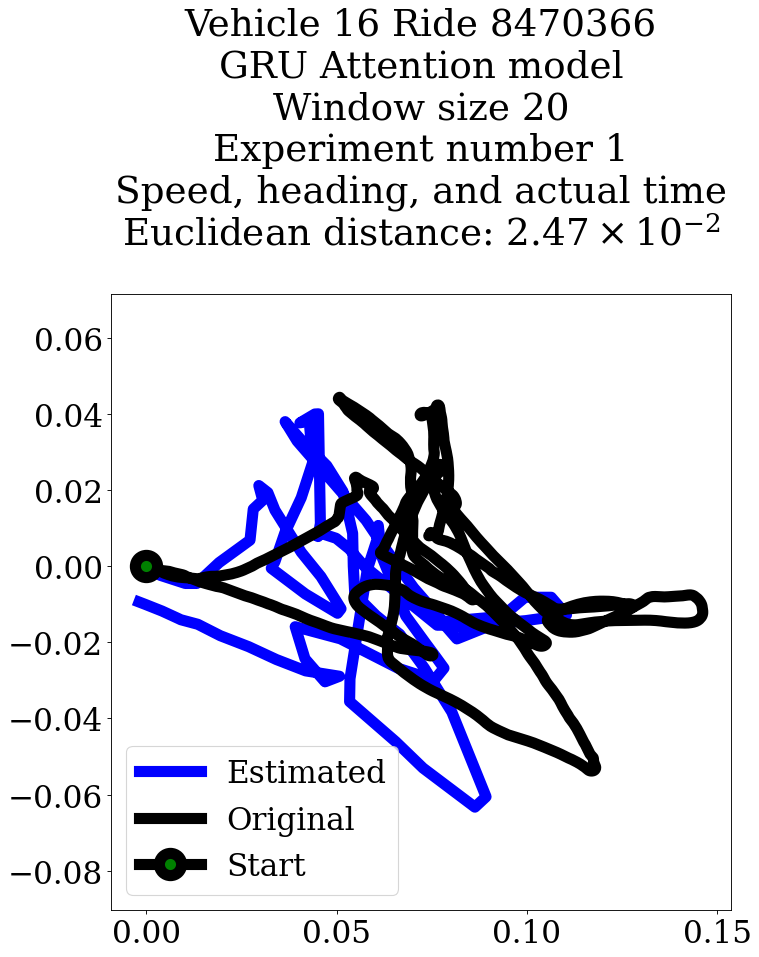 Vehicle 16 Ride 8470366
GRU Attention model
Window size 20
Experiment number 1
Speed, heading, and actual time
Euclidean distance: 2.47 × 10⁻²
0.06
0.04
0.02
0.00
−0.02
−0.04
−0.06
−0.08
Estimated
Original
Start
0.00 0.05 0.10 0.15